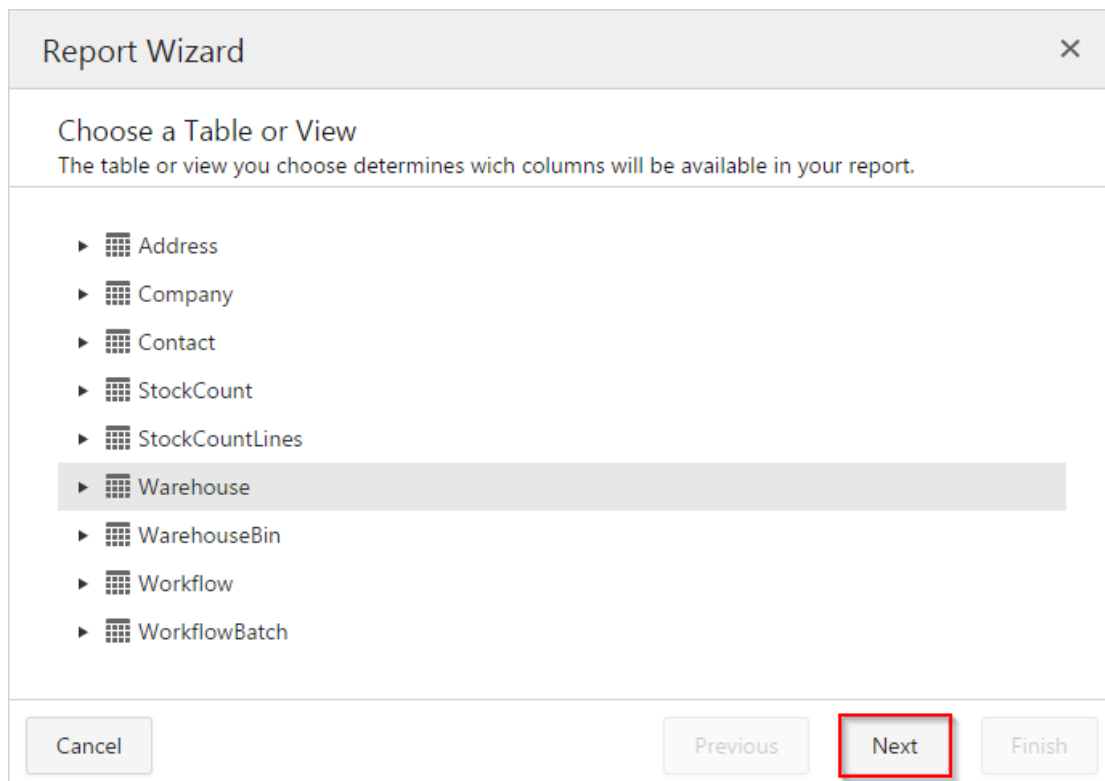 Report Wizard
Choose a Table or View
The table or view you choose determines wich columns will be available in your report.
Address
Company
Contact
StockCount
StockCountLines
Warehouse
WarehouseBin
Workflow
WorkflowBatch
Cancel Previous Next Finish